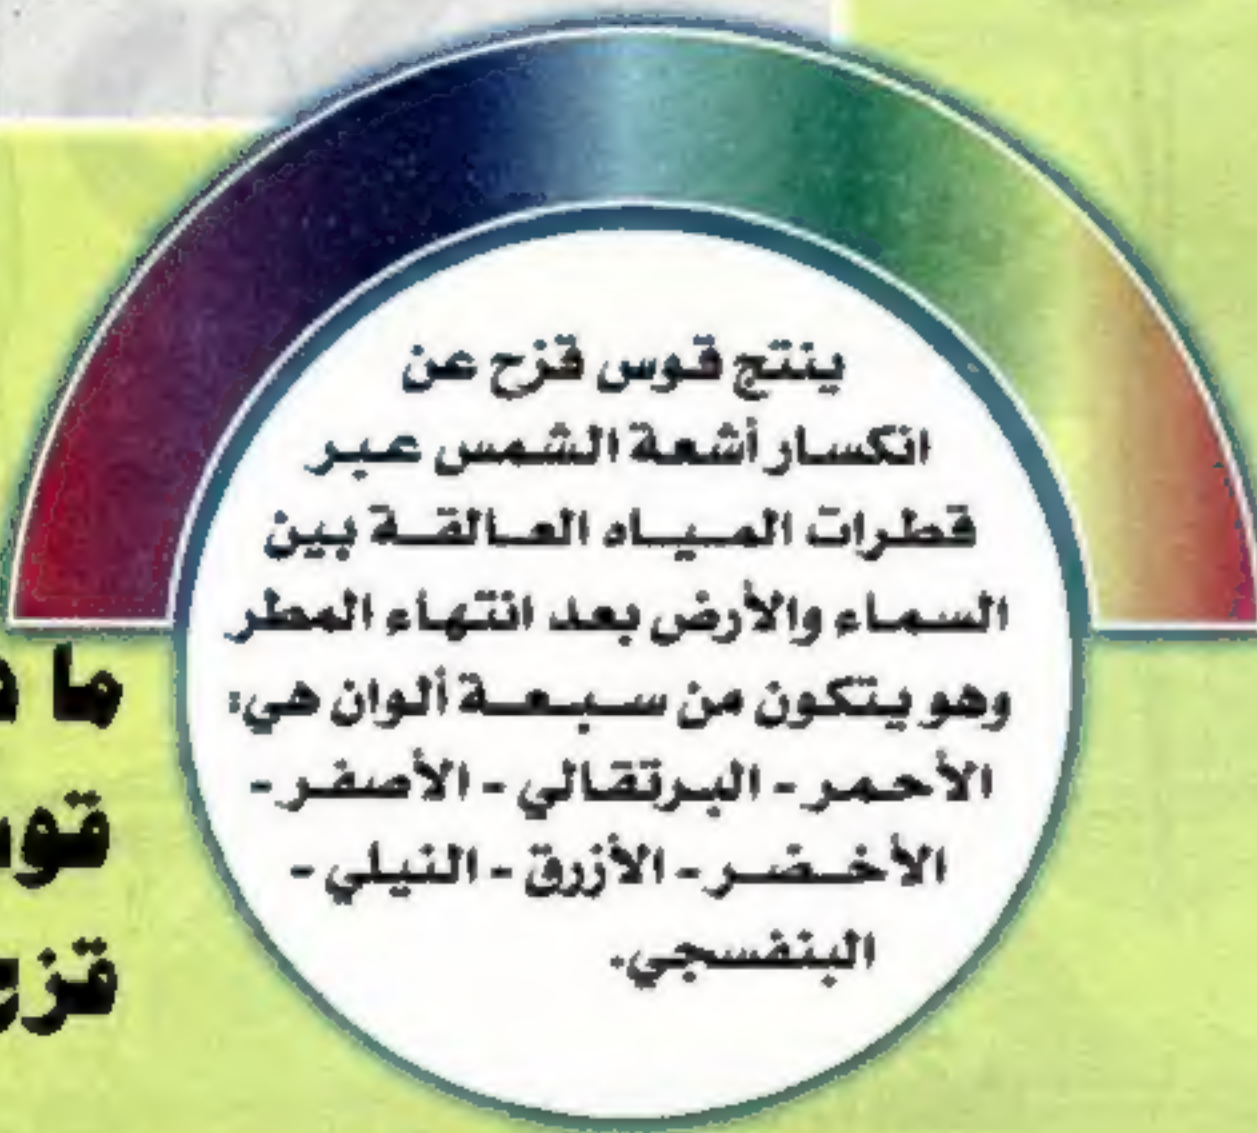 ينتج قوس قزح عن
انكسار أشعة الشمس عبر
قطرات المياه العالقة بين
السماء والأرض بعد انتهاء المطر
وهو يتكون من سبعة ألوان هي:
الأحمر - البرتقالي - الأصفر -
الأخضر - الأزرق - النيلي -
البنفسجي.
ما